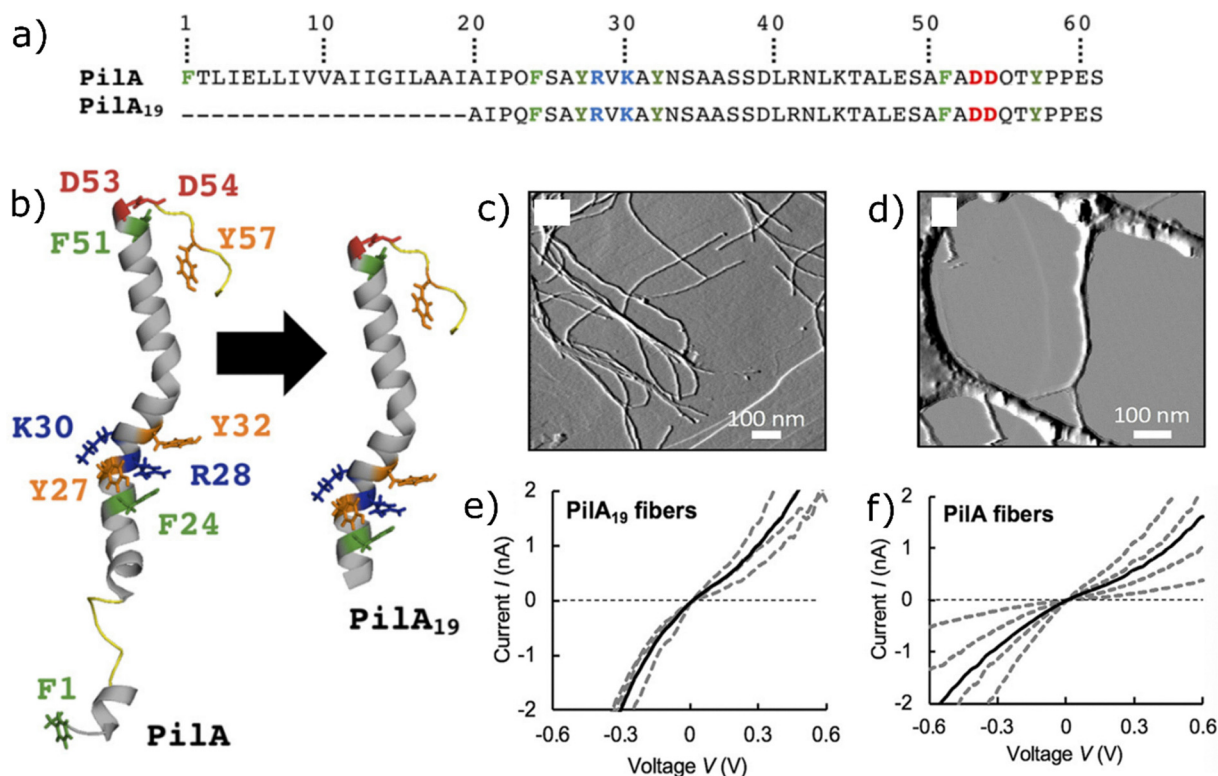 a)
1 10 20 30 40 50 60
PilA FTLIELLIVVAIIGILAAIAIPQFSAYRVKAYNSAASSDLRNLKTALESAFADDQTYPPES
PilA19 -------------------AIPQFSAYRVKAYNSAASSDLRNLKTALESAFADDQTYPPES
b)
D53 D54
F51 Y57
K30 Y32
Y27 R28
F24
F1
PilA
PilA19
c)
100 nm
d)
100 nm
e)
PilA19 fibers
Current I (nA)
2
1
0
-1
-2
-0.6 -0.3 0 0.3 0.6
Voltage V (V)
f)
PilA fibers
Current I (nA)
2
1
0
-1
-2
-0.6 -0.3 0 0.3 0.6
Voltage V (V)